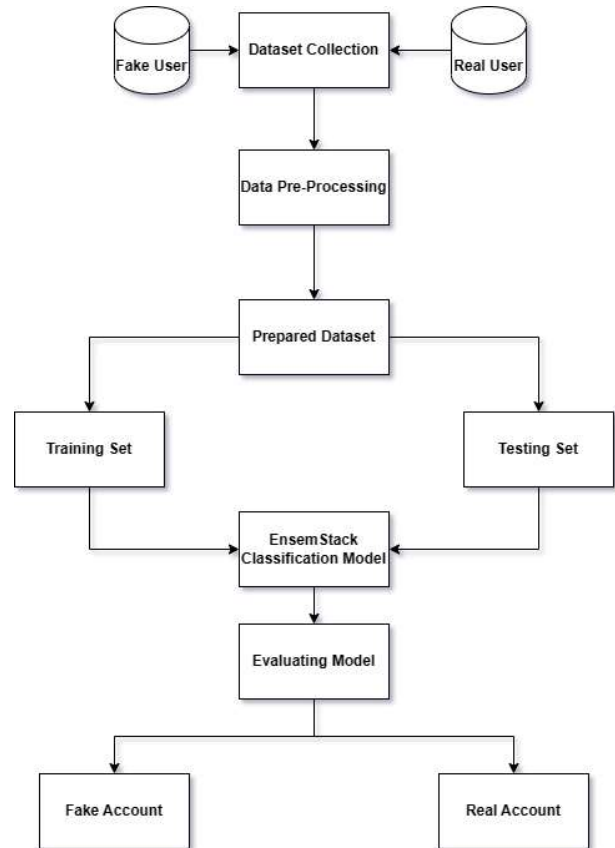 Fake User
Dataset Collection
Real User
Data Pre-Processing
Prepared Dataset
Training Set
Testing Set
EnsemStack
Classification Model
Evaluating Model
Fake Account
Real Account